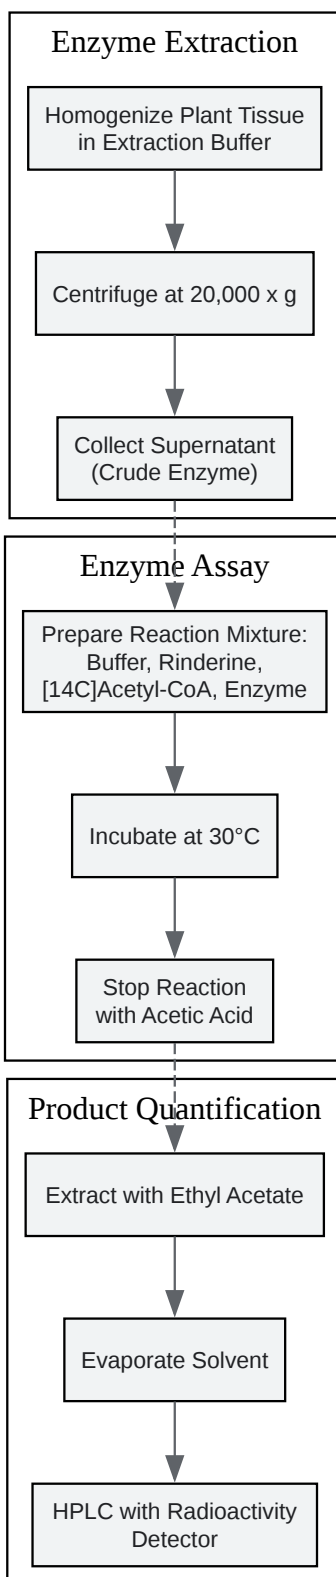 Enzyme Extraction
Homogenize Plant Tissue
in Extraction Buffer
Centrifuge at 20,000 x g
Collect Supernatant
(Crude Enzyme)
Enzyme Assay
Prepare Reaction Mixture:
Buffer, Rinderine,
[14C]Acetyl-CoA, Enzyme
Incubate at 30°C
Stop Reaction
with Acetic Acid
Product Quantification
Extract with Ethyl Acetate
Evaporate Solvent
HPLC with Radioactivity
Detector